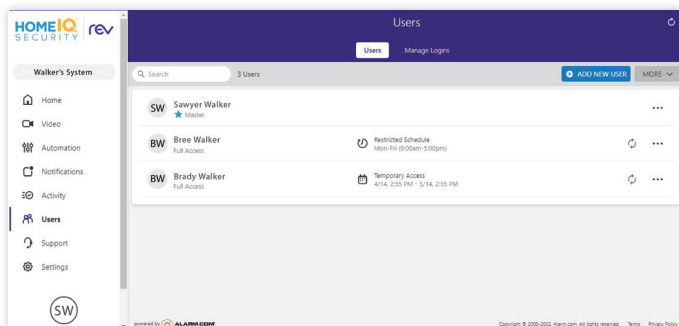 HOMEIQ
SECURITY
rev
Walker's System
Home
Video
Automation
Notifications
Activity
Users
Support
Settings
SW
Users
Users
Manage Logins
Search
3 Users
ADD NEW USER
MORE
SW
Sawyer Walker
Master
BW
Bree Walker
Full Access
Restricted Schedule
Mon-Fri (9:00am-5:00pm)
BW
Brady Walker
Full Access
Temporary Access
4/14, 2:55 PM - 5/14, 2:55 PM
powered by ALARM.COM
Copyright © 2000-2022, Alarm.com. All rights reserved. Terms Privacy Policy